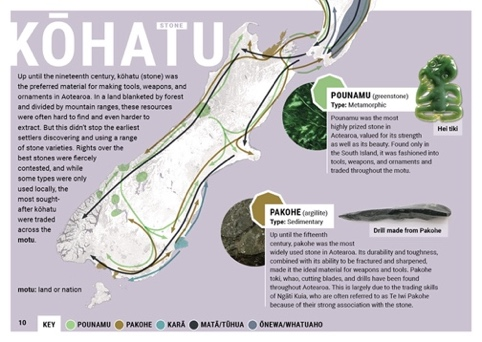 KŌHATU
STONE
Up until the nineteenth century, kōhatu (stone) was
the preferred material for making tools, weapons, and
ornaments in Aotearoa. In a land blanketed by forest
and divided by mountain ranges, these resources
were often hard to find and even harder to
extract. But this didn't stop the earliest
settlers discovering and using a range
of stone varieties. Rights over the
best stones were fiercely
contested, and while
some types were only
used locally, the
most sought-
after kōhatu
were traded
across the
motu.
motu: land or nation
POUNAMU (greenstone)
Type: Metamorphic
Pounamu was the most
highly prized stone in
Aotearoa, valued for its strength
as well as its beauty. Found only in
the South Island, it was fashioned into
tools, weapons, and ornaments and
traded throughout the motu.
Hei tiki
PAKOHE (argillite)
Type: Sedimentary
Up until the fifteenth
century, pakohe was the most
widely used stone in Aotearoa. Its durability and toughness,
combined with its ability to be fractured and sharpened,
made it the ideal material for weapons and tools. Pakohe
toki, whao, cutting blades, and drills have been found
throughout Aotearoa. This is largely due to the trading skills
of Ngāti Kuia, who are often referred to as Te Iwi Pakohe
because of their strong association with the stone.
Drill made from Pakohe
10 KEY POUNAMU PAKOHE KARĀ MATĀ/TŪHUA ŌNEWA/WHATUAHO